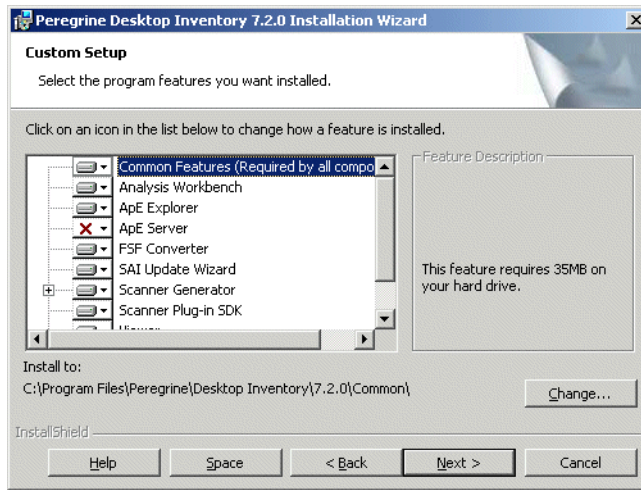 Peregrine Desktop Inventory 7.2.0 Installation Wizard
Custom Setup
Select the program features you want installed.
Click on an icon in the list below to change how a feature is installed.
Common Features (Required by all compo
Analysis Workbench
ApE Explorer
ApE Server
FSF Converter
SAI Update Wizard
Scanner Generator
Scanner Plug-in SDK
Viewer
Feature Description
This feature requires 35MB on
your hard drive.
Install to:
C:\Program Files\Peregrine\Desktop Inventory\7.2.0\Common\
Change...
InstallShield
Help
Space
< Back
Next >
Cancel